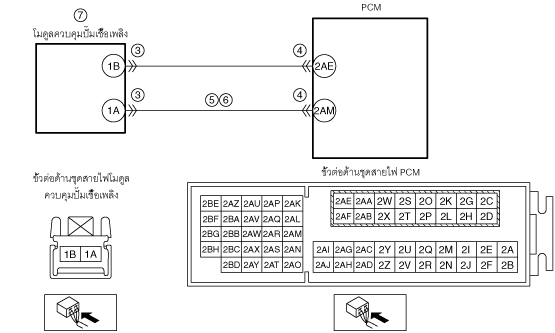 PCM
⑦
โมดูลควบคุมปั๊มเชื้อเพลิง
1B ③ ④ 2AE
1A ③ ⑤⑥ ④ 2AM
ขั้วต่อด้านชุดสายไฟโมดูล
ควบคุมปั๊มเชื้อเพลิง
1B 1A
ขั้วต่อด้านชุดสายไฟ PCM
2BE 2AZ 2AU 2AP 2AK
2BF 2BA 2AV 2AQ 2AL
2BG 2BB 2AW 2AR 2AM
2BH 2BC 2AX 2AS 2AN
2BD 2AY 2AT 2AO
2AE 2AA 2W 2S 2O 2K 2G 2C
2AF 2AB 2X 2T 2P 2L 2H 2D
2AI 2AG 2AC 2Y 2U 2Q 2M 2I 2E 2A
2AJ 2AH 2AD 2Z 2V 2R 2N 2J 2F 2B